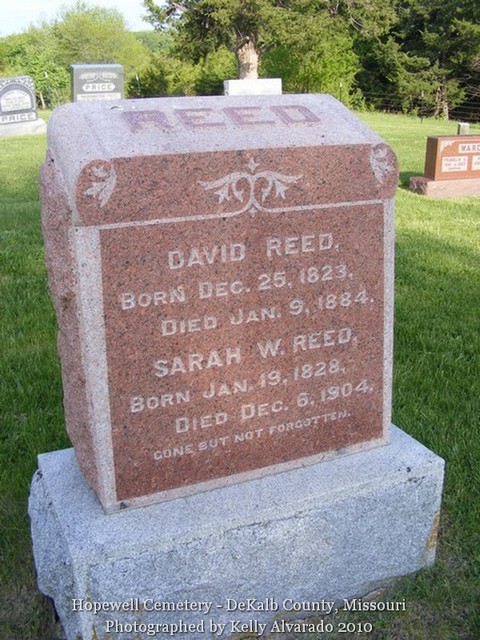 PRICE
PRICE
REED
WARD
DAVID REED.
BORN DEC. 25, 1823.
DIED JAN. 9, 1884.
SARAH W. REED,
BORN JAN. 19, 1828,
DIED DEC. 6, 1904,
GONE BUT NOT FORGOTTEN.
Hopewell Cemetery - DeKalb County, Missouri
Photographed by Kelly Alvarado 2010